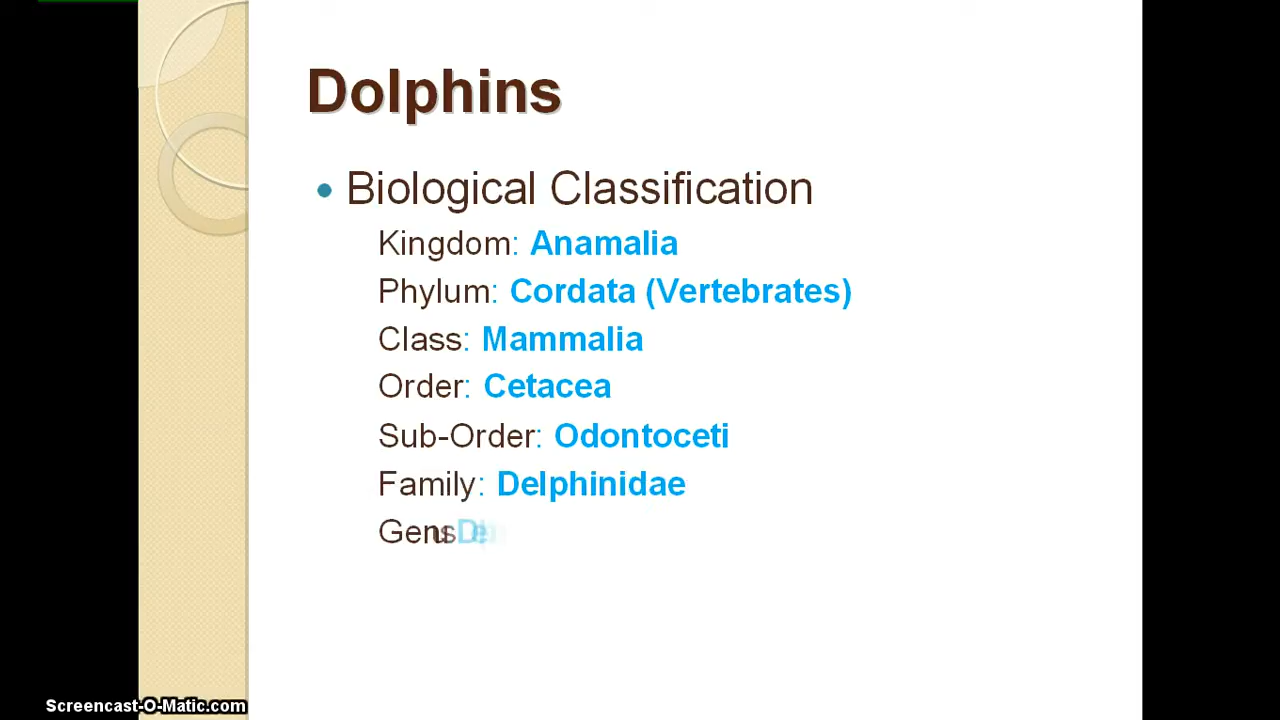 Dolphins
• Biological Classification
Kingdom: Anamalia
Phylum: Cordata (Vertebrates)
Class: Mammalia
Order: Cetacea
Sub-Order: Odontoceti
Family: Delphinidae
Screencast-O-Matic.com